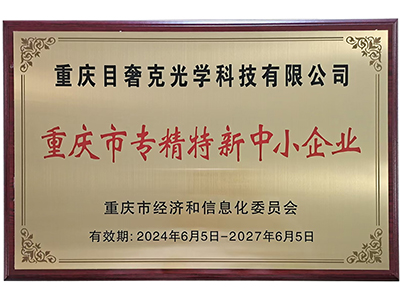 重庆目奢克光学科技有限公司
重庆市专精特新中小企业
重庆市经济和信息化委员会
有效期: 2024年6月5日-2027年6月5日